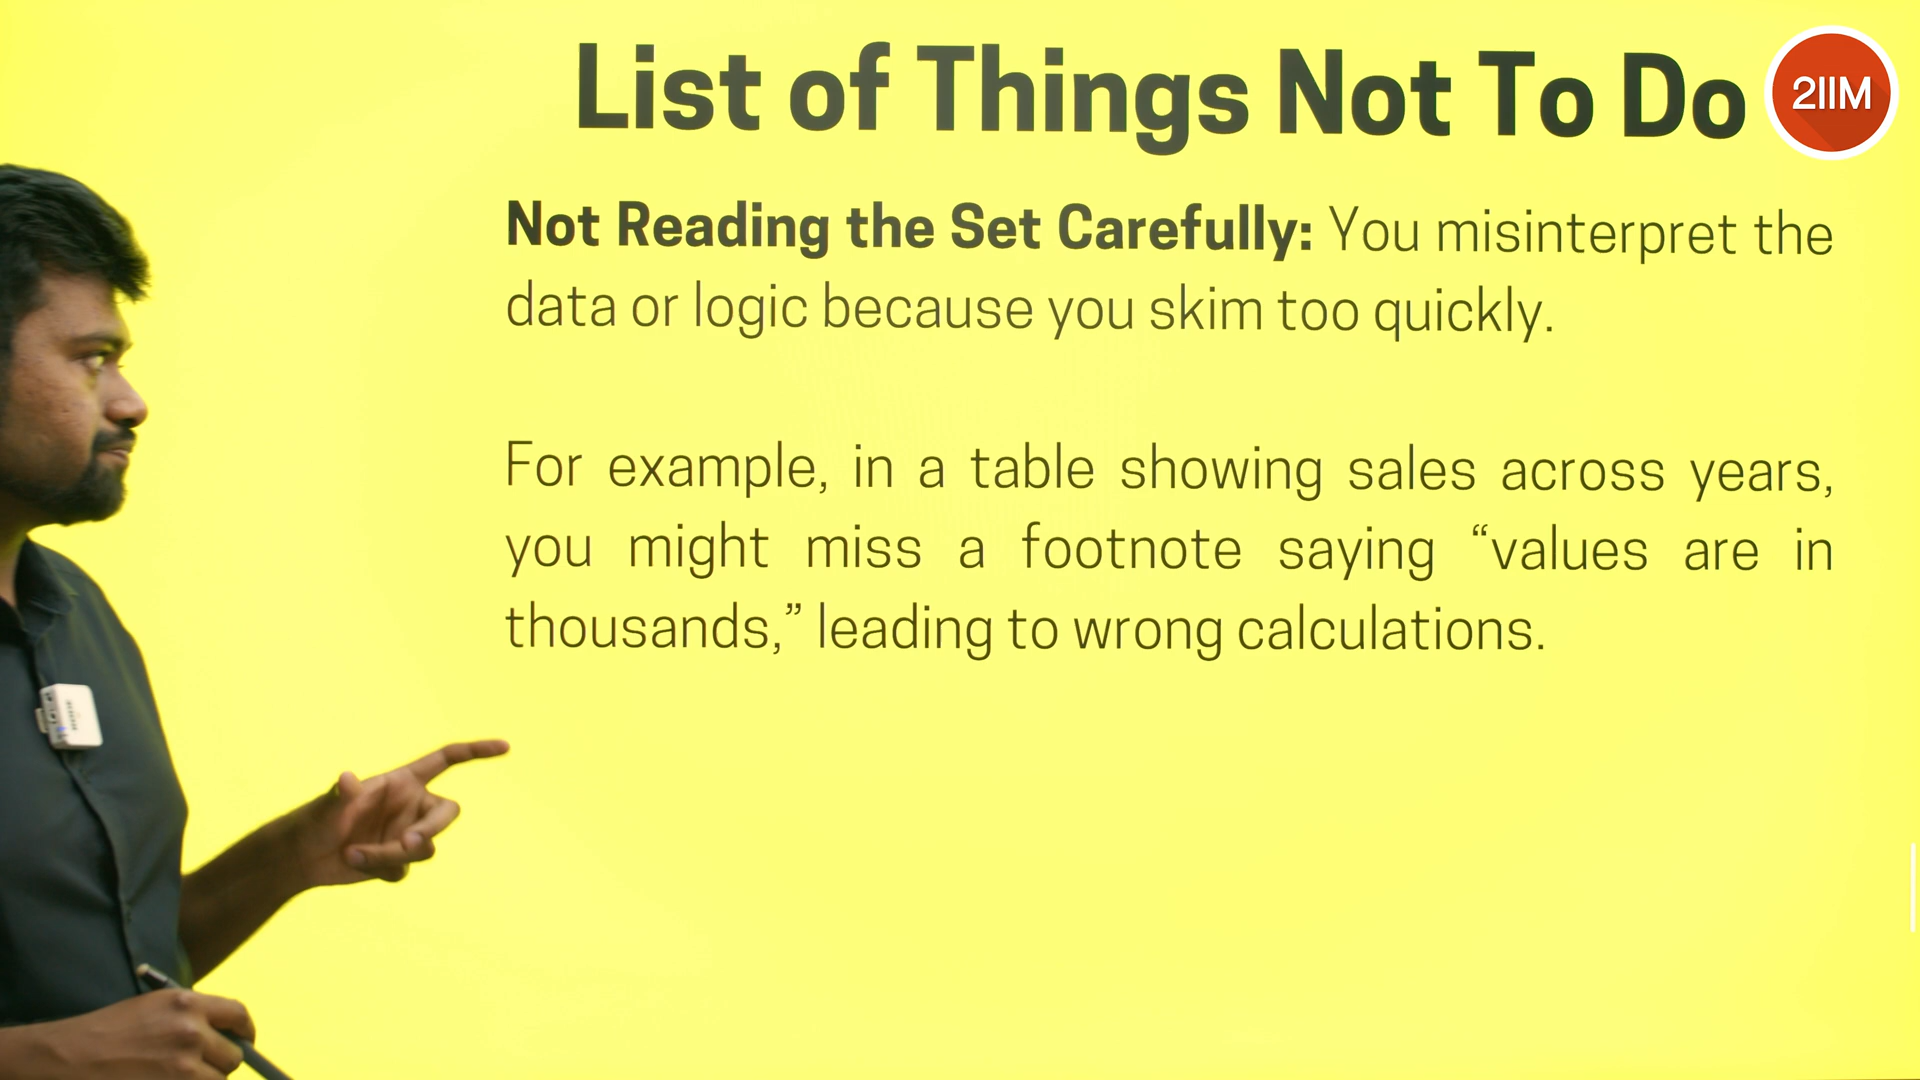 List of Things Not To Do
2IIM
Not Reading the Set Carefully: You misinterpret the
data or logic because you skim too quickly.
For example, in a table showing sales across years,
you might miss a footnote saying “values are in
thousands,” leading to wrong calculations.